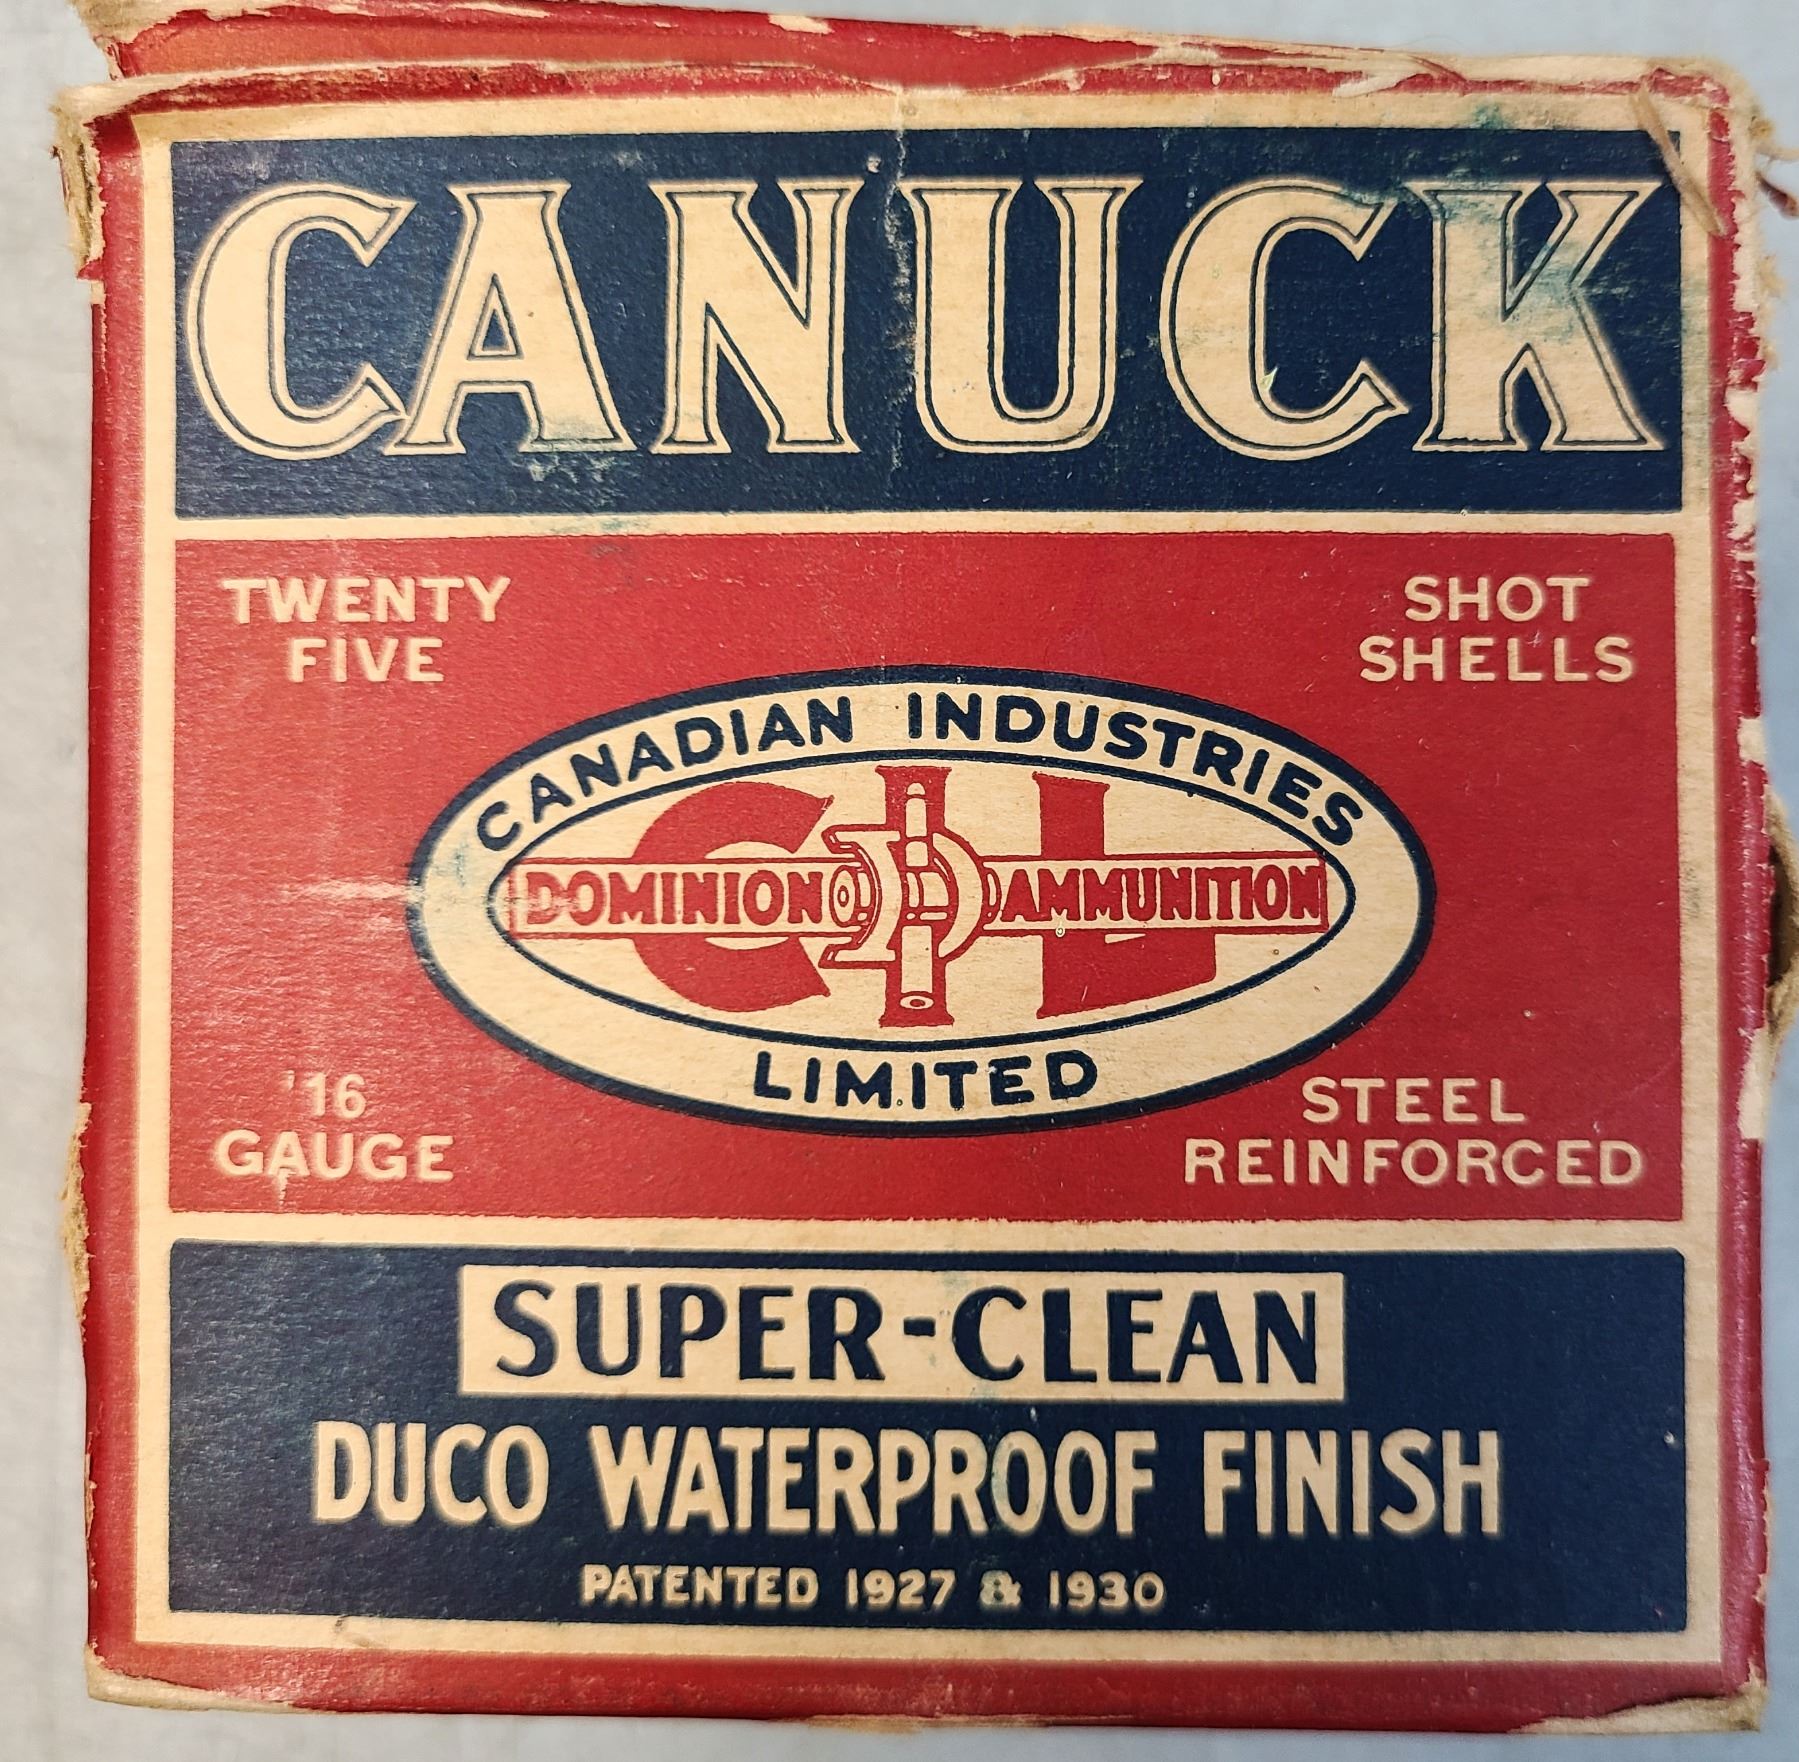 CANUCK
TWENTY
FIVE
SHOT
SHELLS
CANADIAN INDUSTRIES
CIL
DOMINION AMMUNITION
LIMITED
16
GAUGE
STEEL
REINFORCED
SUPER-CLEAN
DUCO WATERPROOF FINISH
PATENTED 1927 & 1930